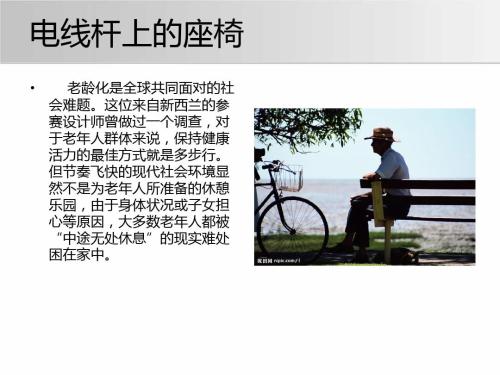 电线杆上的座椅
• 老龄化是全球共同面对的社
会难题。这位来自新西兰的参
赛设计师曾做过一个调查，对
于老年人群体来说，保持健康
活力的最佳方式就是多步行。
但节奏飞快的现代社会环境显
然不是为老年人所准备的休憩
乐园，由于身体状况或子女担
心等原因，大多数老年人都被
“中途无处休息”的现实难处
困在家中。
昵图网 nipic.com/l